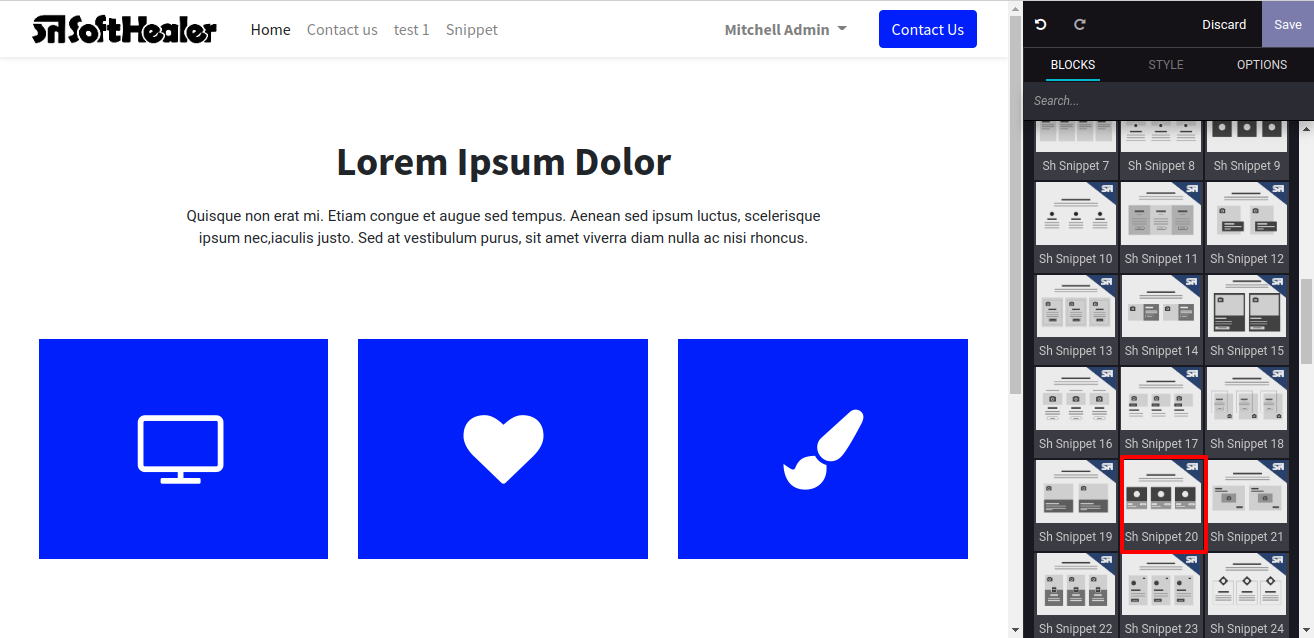 SoftHealer
Home Contact us test 1 Snippet Mitchell Admin Contact Us
Discard Save
BLOCKS STYLE OPTIONS
Search...
Lorem Ipsum Dolor
Quisque non erat mi. Etiam congue et augue sed tempus. Aenean sed ipsum luctus, scelerisque
ipsum nec,iaculis justo. Sed at vestibulum purus, sit amet viverra diam nulla ac nisi rhoncus.
Sh Snippet 7 Sh Snippet 8 Sh Snippet 9
Sh Snippet 10 Sh Snippet 11 Sh Snippet 12
Sh Snippet 13 Sh Snippet 14 Sh Snippet 15
Sh Snippet 16 Sh Snippet 17 Sh Snippet 18
Sh Snippet 19 Sh Snippet 20 Sh Snippet 21
Sh Snippet 22 Sh Snippet 23 Sh Snippet 24